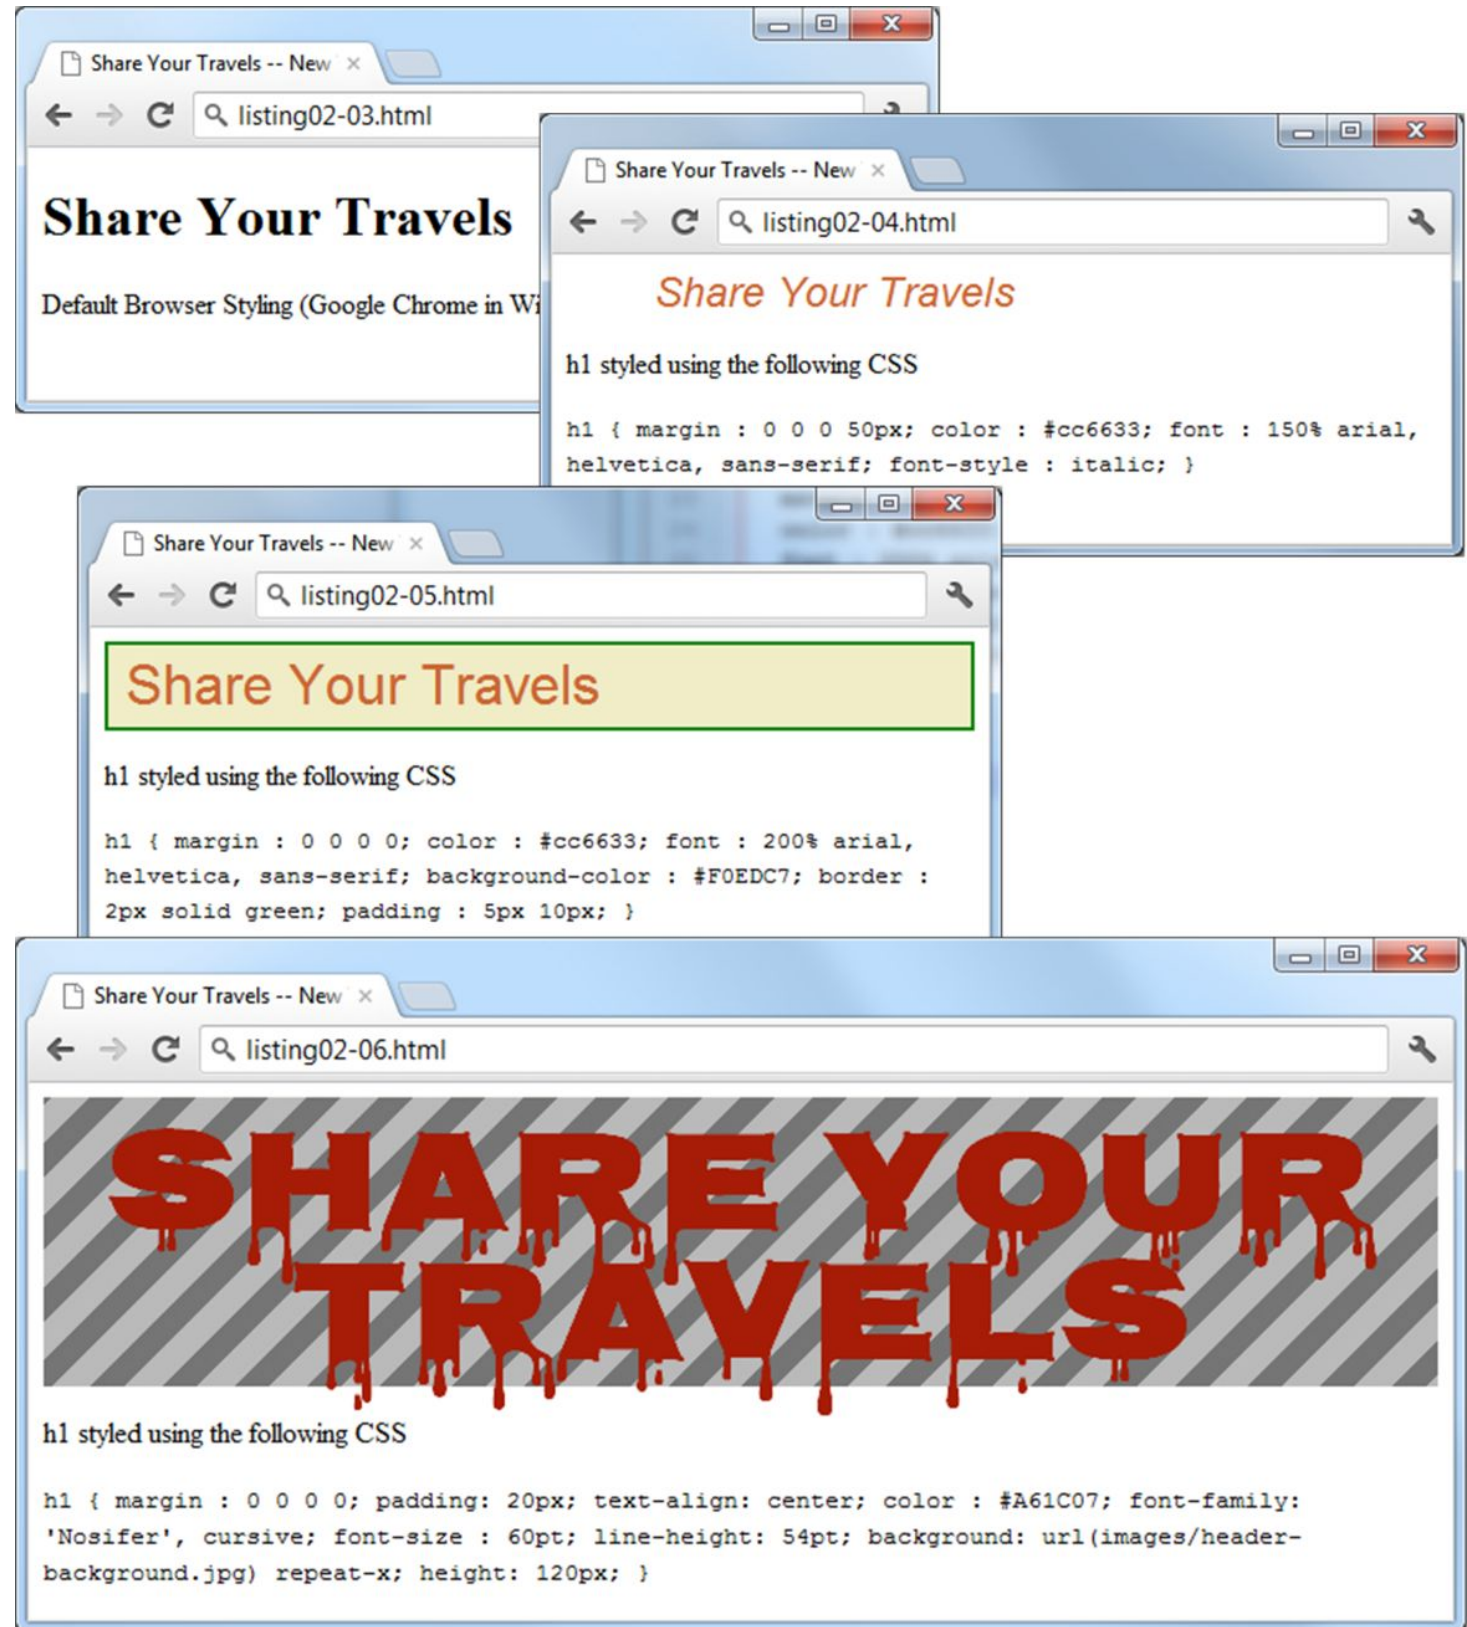 Share Your Travels -- New
listing02-03.html
Share Your Travels
Default Browser Styling (Google Chrome in
Share Your Travels -- New
listing02-04.html
Share Your Travels
h1 styled using the following CSS
h1 { margin : 0 0 0 50px; color : #cc6633; font : 150% arial,
helvetica, sans-serif; font-style : italic; }
Share Your Travels -- New
listing02-05.html
Share Your Travels
h1 styled using the following CSS
h1 { margin : 0 0 0 0; color : #cc6633; font : 200% arial,
helvetica, sans-serif; background-color : #F0EDC7; border :
2px solid green; padding : 5px 10px; }
Share Your Travels -- New
listing02-06.html
SHARE YOUR
TRAVELS
h1 styled using the following CSS
h1 { margin : 0 0 0 0; padding: 20px; text-align: center; color : #A61C07; font-family:
'Nosifer', cursive; font-size : 60pt; line-height: 54pt; background: url(images/header-
background.jpg) repeat-x; height: 120px; }